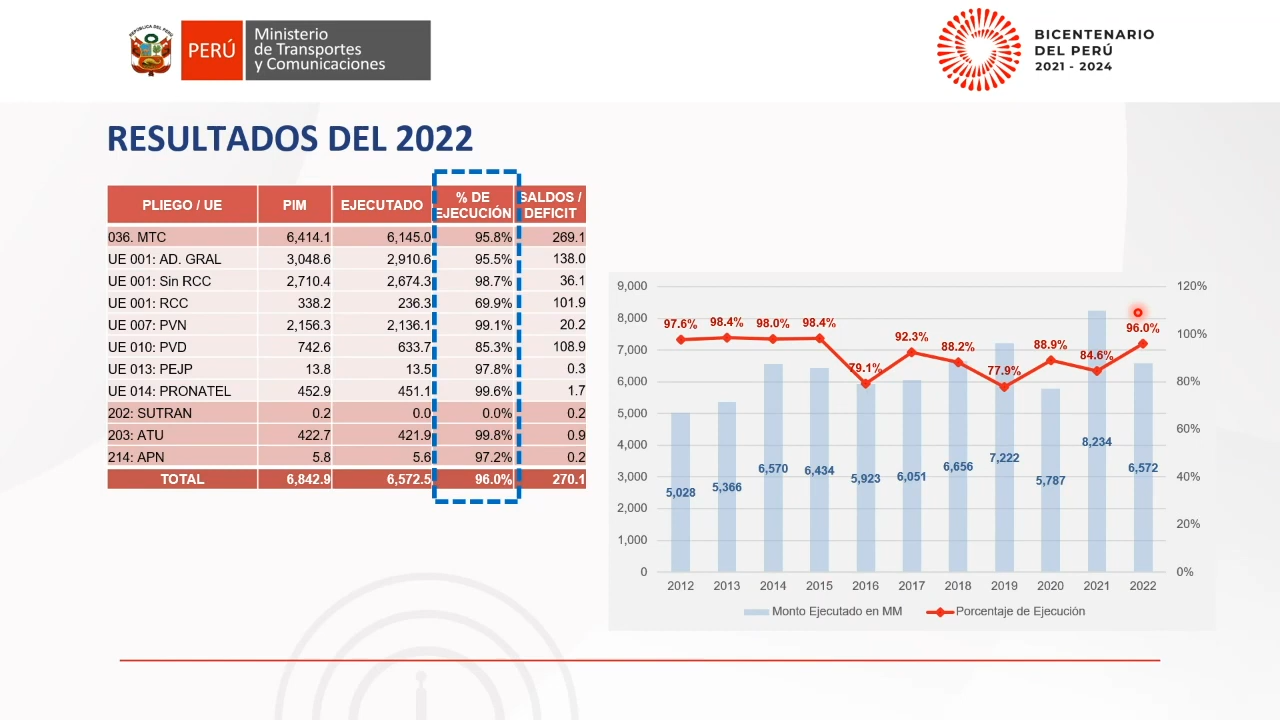 REPÚBLICA DEL PERÚ
PERÚ
Ministerio
de Transportes
y Comunicaciones
BICENTENARIO
DEL PERÚ
2021 - 2024
RESULTADOS DEL 2022
PLIEGO / UE PIM EJECUTADO % DE EJECUCIÓN SALDOS / DEFICIT
036. MTC 6,414.1 6,145.0 95.8% 269.1
UE 001: AD. GRAL 3,048.6 2,910.6 95.5% 138.0
UE 001: Sin RCC 2,710.4 2,674.3 98.7% 36.1
UE 001: RCC 338.2 236.3 69.9% 101.9
UE 007: PVN 2,156.3 2,136.1 99.1% 20.2
UE 010: PVD 742.6 633.7 85.3% 108.9
UE 013: PEJP 13.8 13.5 97.8% 0.3
UE 014: PRONATEL 452.9 451.1 99.6% 1.7
202: SUTRAN 0.2 0.0 0.0% 0.2
203: ATU 422.7 421.9 99.8% 0.9
214: APN 5.8 5.6 97.2% 0.2
TOTAL 6,842.9 6,572.5 96.0% 270.1
9,000 120%
8,000
7,000 100%
6,000 80%
5,000
4,000 60%
3,000 40%
2,000 20%
1,000
0 0%
97.6% 98.4% 98.0% 98.4% 79.1% 92.3% 88.2% 77.9% 88.9% 84.6% 96.0%
5,028 5,366 6,570 6,434 5,923 6,051 6,656 7,222 5,787 8,234 6,572
2012 2013 2014 2015 2016 2017 2018 2019 2020 2021 2022
Monto Ejecutado en MM Porcentaje de Ejecución